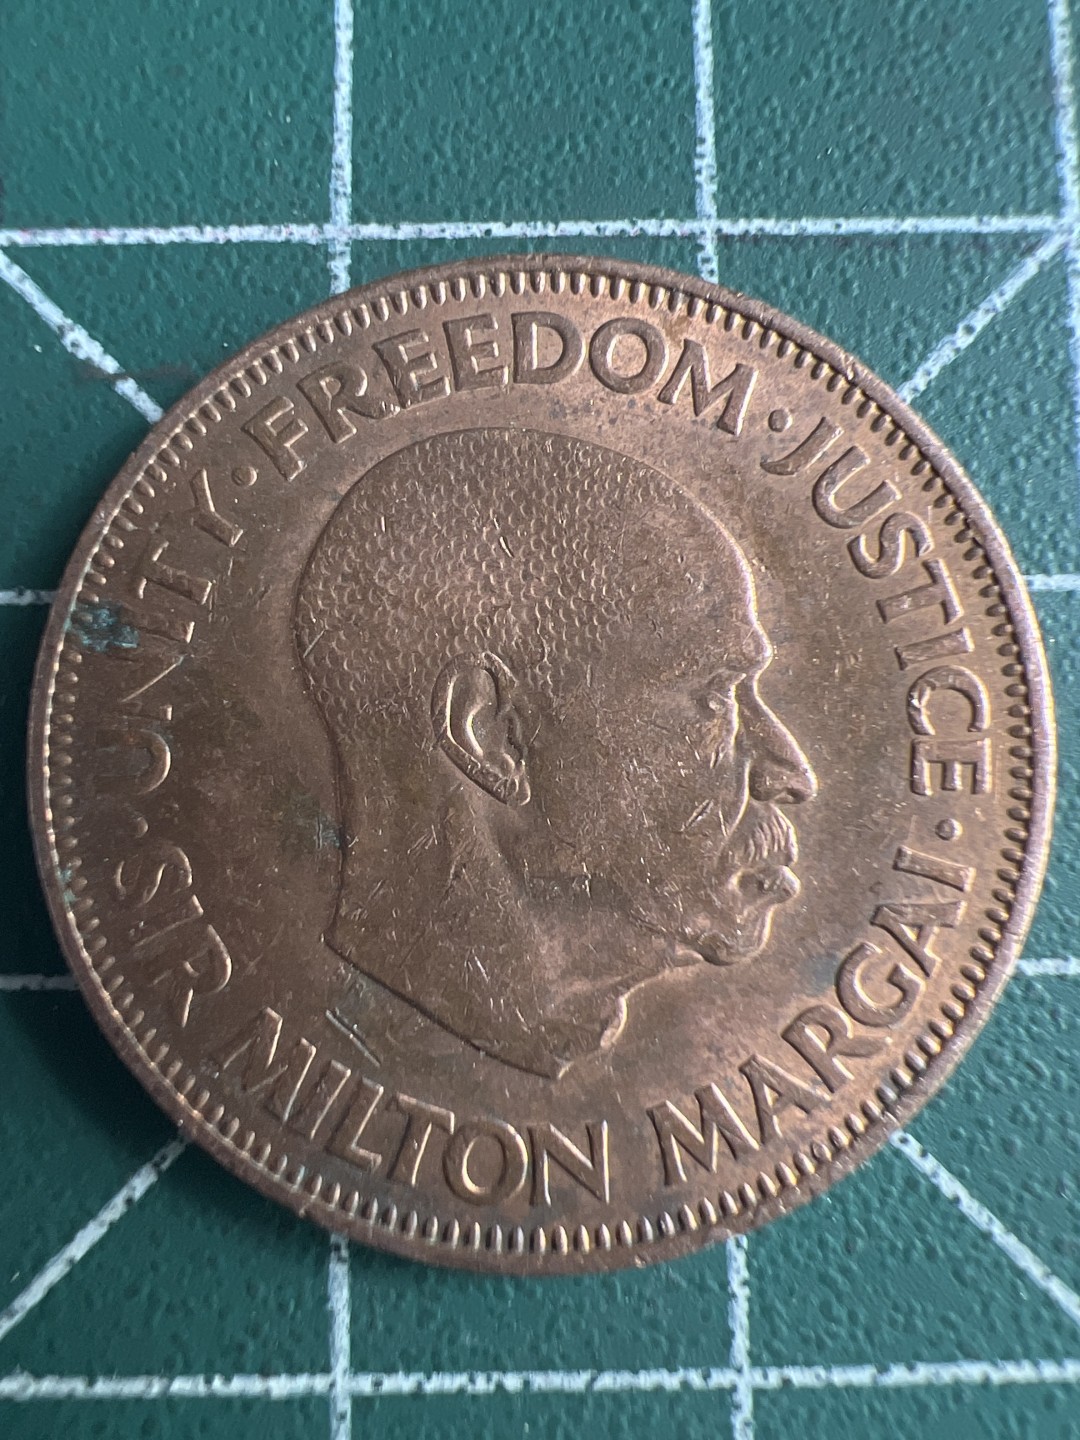 UNITY · FREEDOM · JUSTICE ·
SIR MILTON MARGAI ·